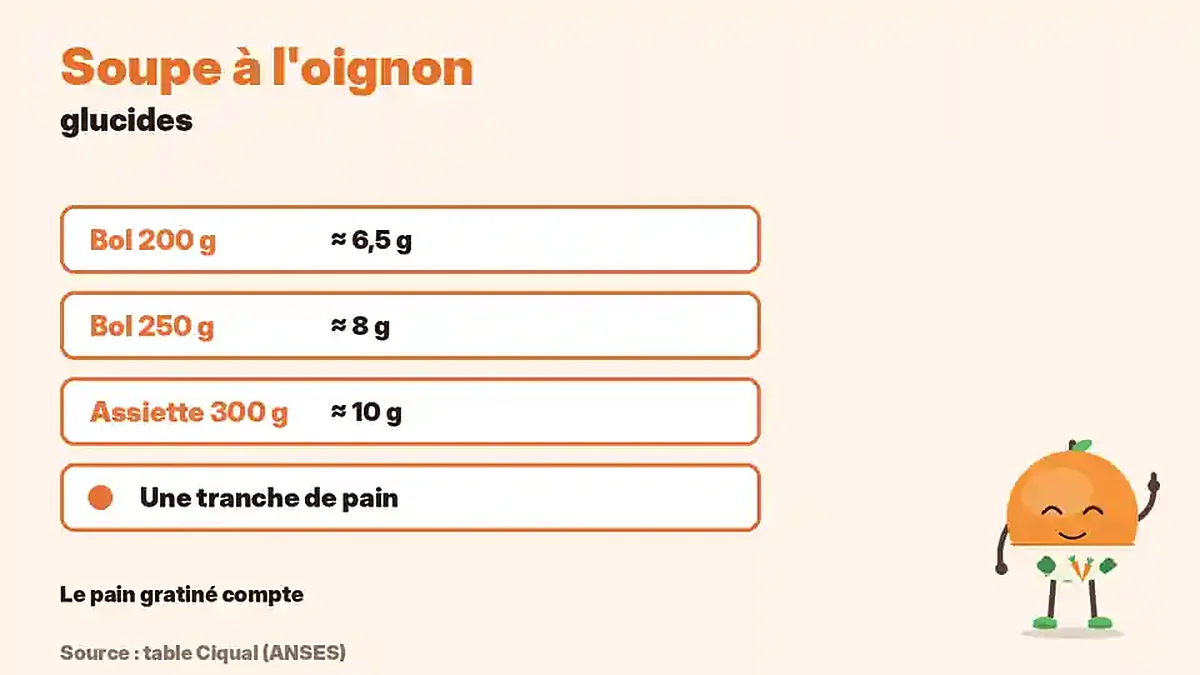 Soupe à l'oignon
glucides
Bol 200 g ≈ 6,5 g
Bol 250 g ≈ 8 g
Assiette 300 g ≈ 10 g
Une tranche de pain
Le pain gratiné compte
Source : table Ciqual (ANSES)